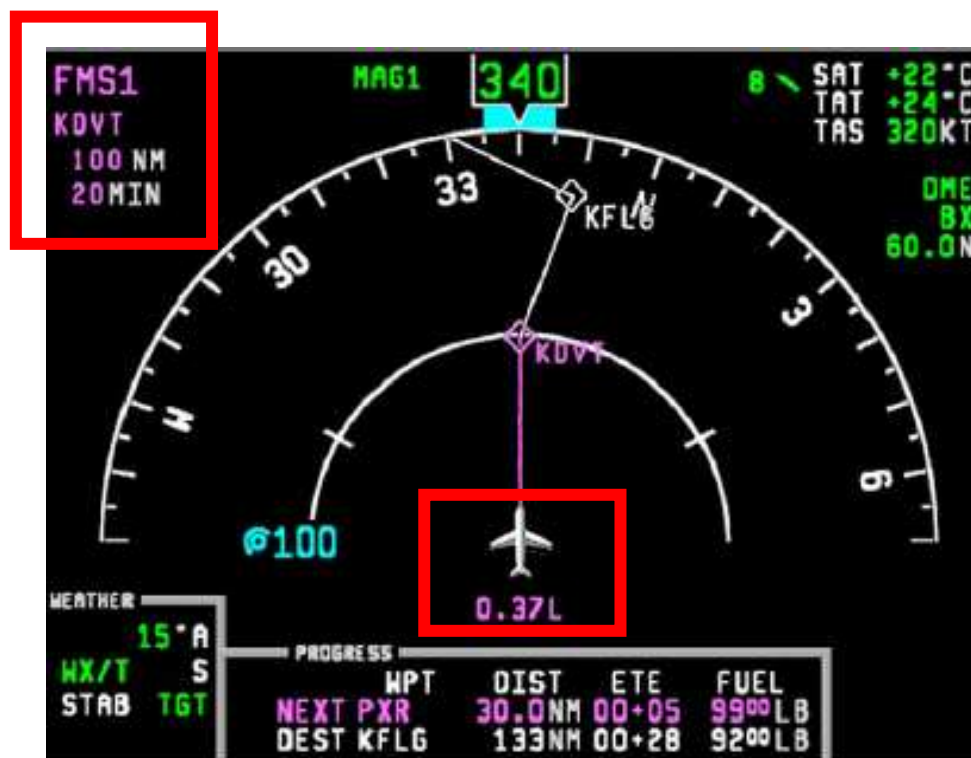 FMS1
KDVT
100 NM
20MIN
MAG1
340
8
SAT +22°C
TAT +24°C
TAS 320KT
DME
BX
60.0N
33
N
KFLG
30
3
KDVT
W
6
100
0.37L
WEATHER
15°A
WX/T S
STAB TGT
PROGRESS
WPT DIST ETE FUEL
NEXT PXR 30.0NM 00+05 9900LB
DEST KFLG 133NM 00+28 9200LB